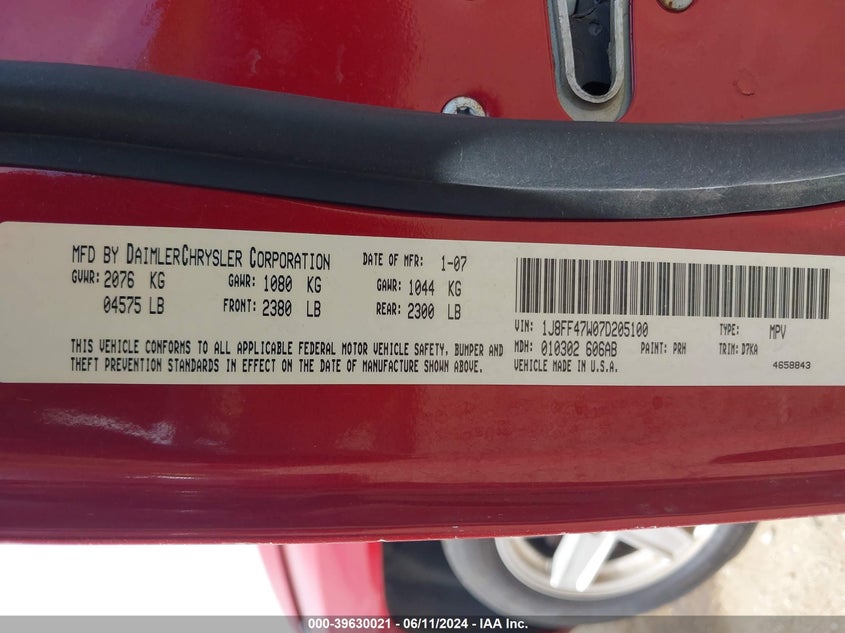 MFD BY DAIMLERCHRYSLER CORPORATION DATE OF MFR: 1-07
GVWR: 2076 KG GAWR: 1080 KG GAWR: 1044 KG
04575 LB FRONT: 2380 LB REAR: 2300 LB
THIS VEHICLE CONFORMS TO ALL APPLICABLE FEDERAL MOTOR VEHICLE SAFETY, BUMPER AND
THEFT PREVENTION STANDARDS IN EFFECT ON THE DATE OF MANUFACTURE SHOWN ABOVE.
VIN: 1J8FF47W07D205100 TYPE: MPV
MDH: 010302 606AB PAINT: PRH TRIM: D7KA
VEHICLE MADE IN U.S.A. 4658843
000-39630021 - 06/11/2024 - IAA Inc.